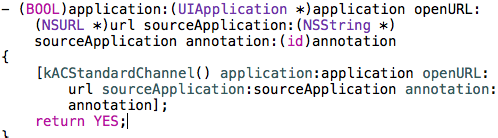 - (BOOL)application:(UIApplication *)application openURL:
(NSURL *)url sourceApplication:(NSString *)
sourceApplication annotation:(id)annotation
{
[kACStandardChannel() application:application openURL:
url sourceApplication:sourceApplication annotation:
annotation];
return YES;
}